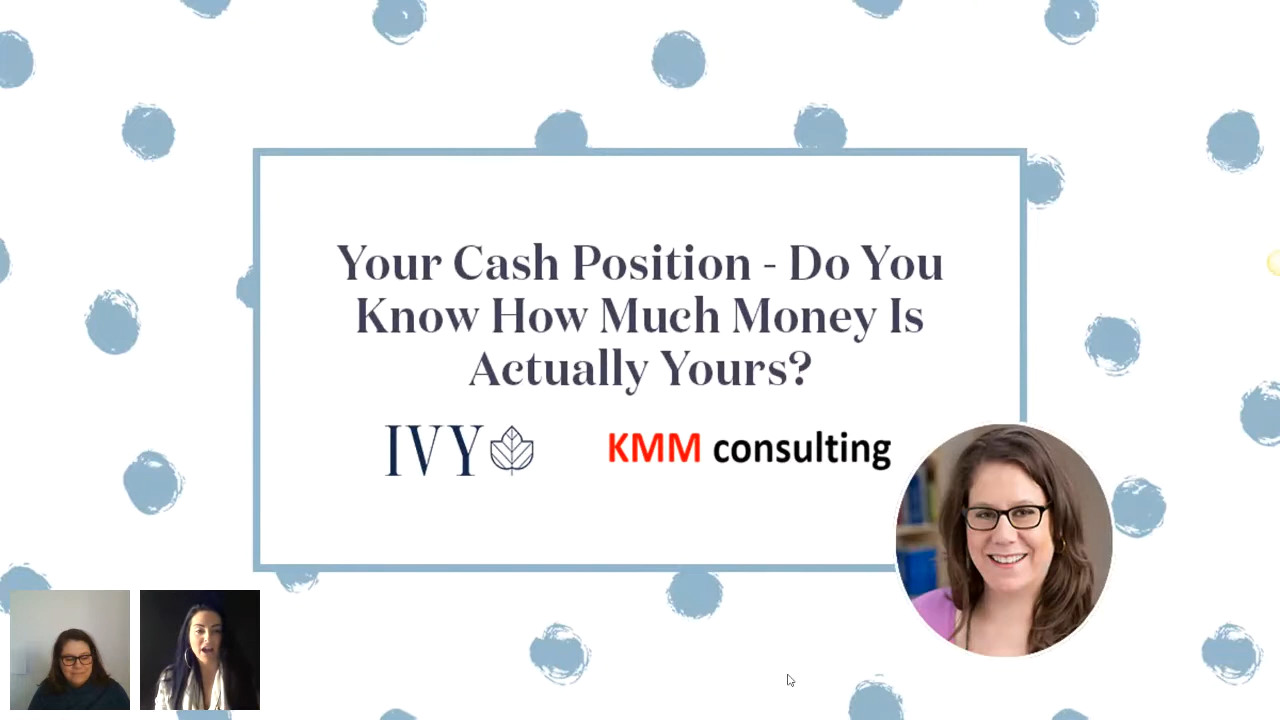 Your Cash Position - Do You
Know How Much Money Is
Actually Yours?
IVY
KMM consulting